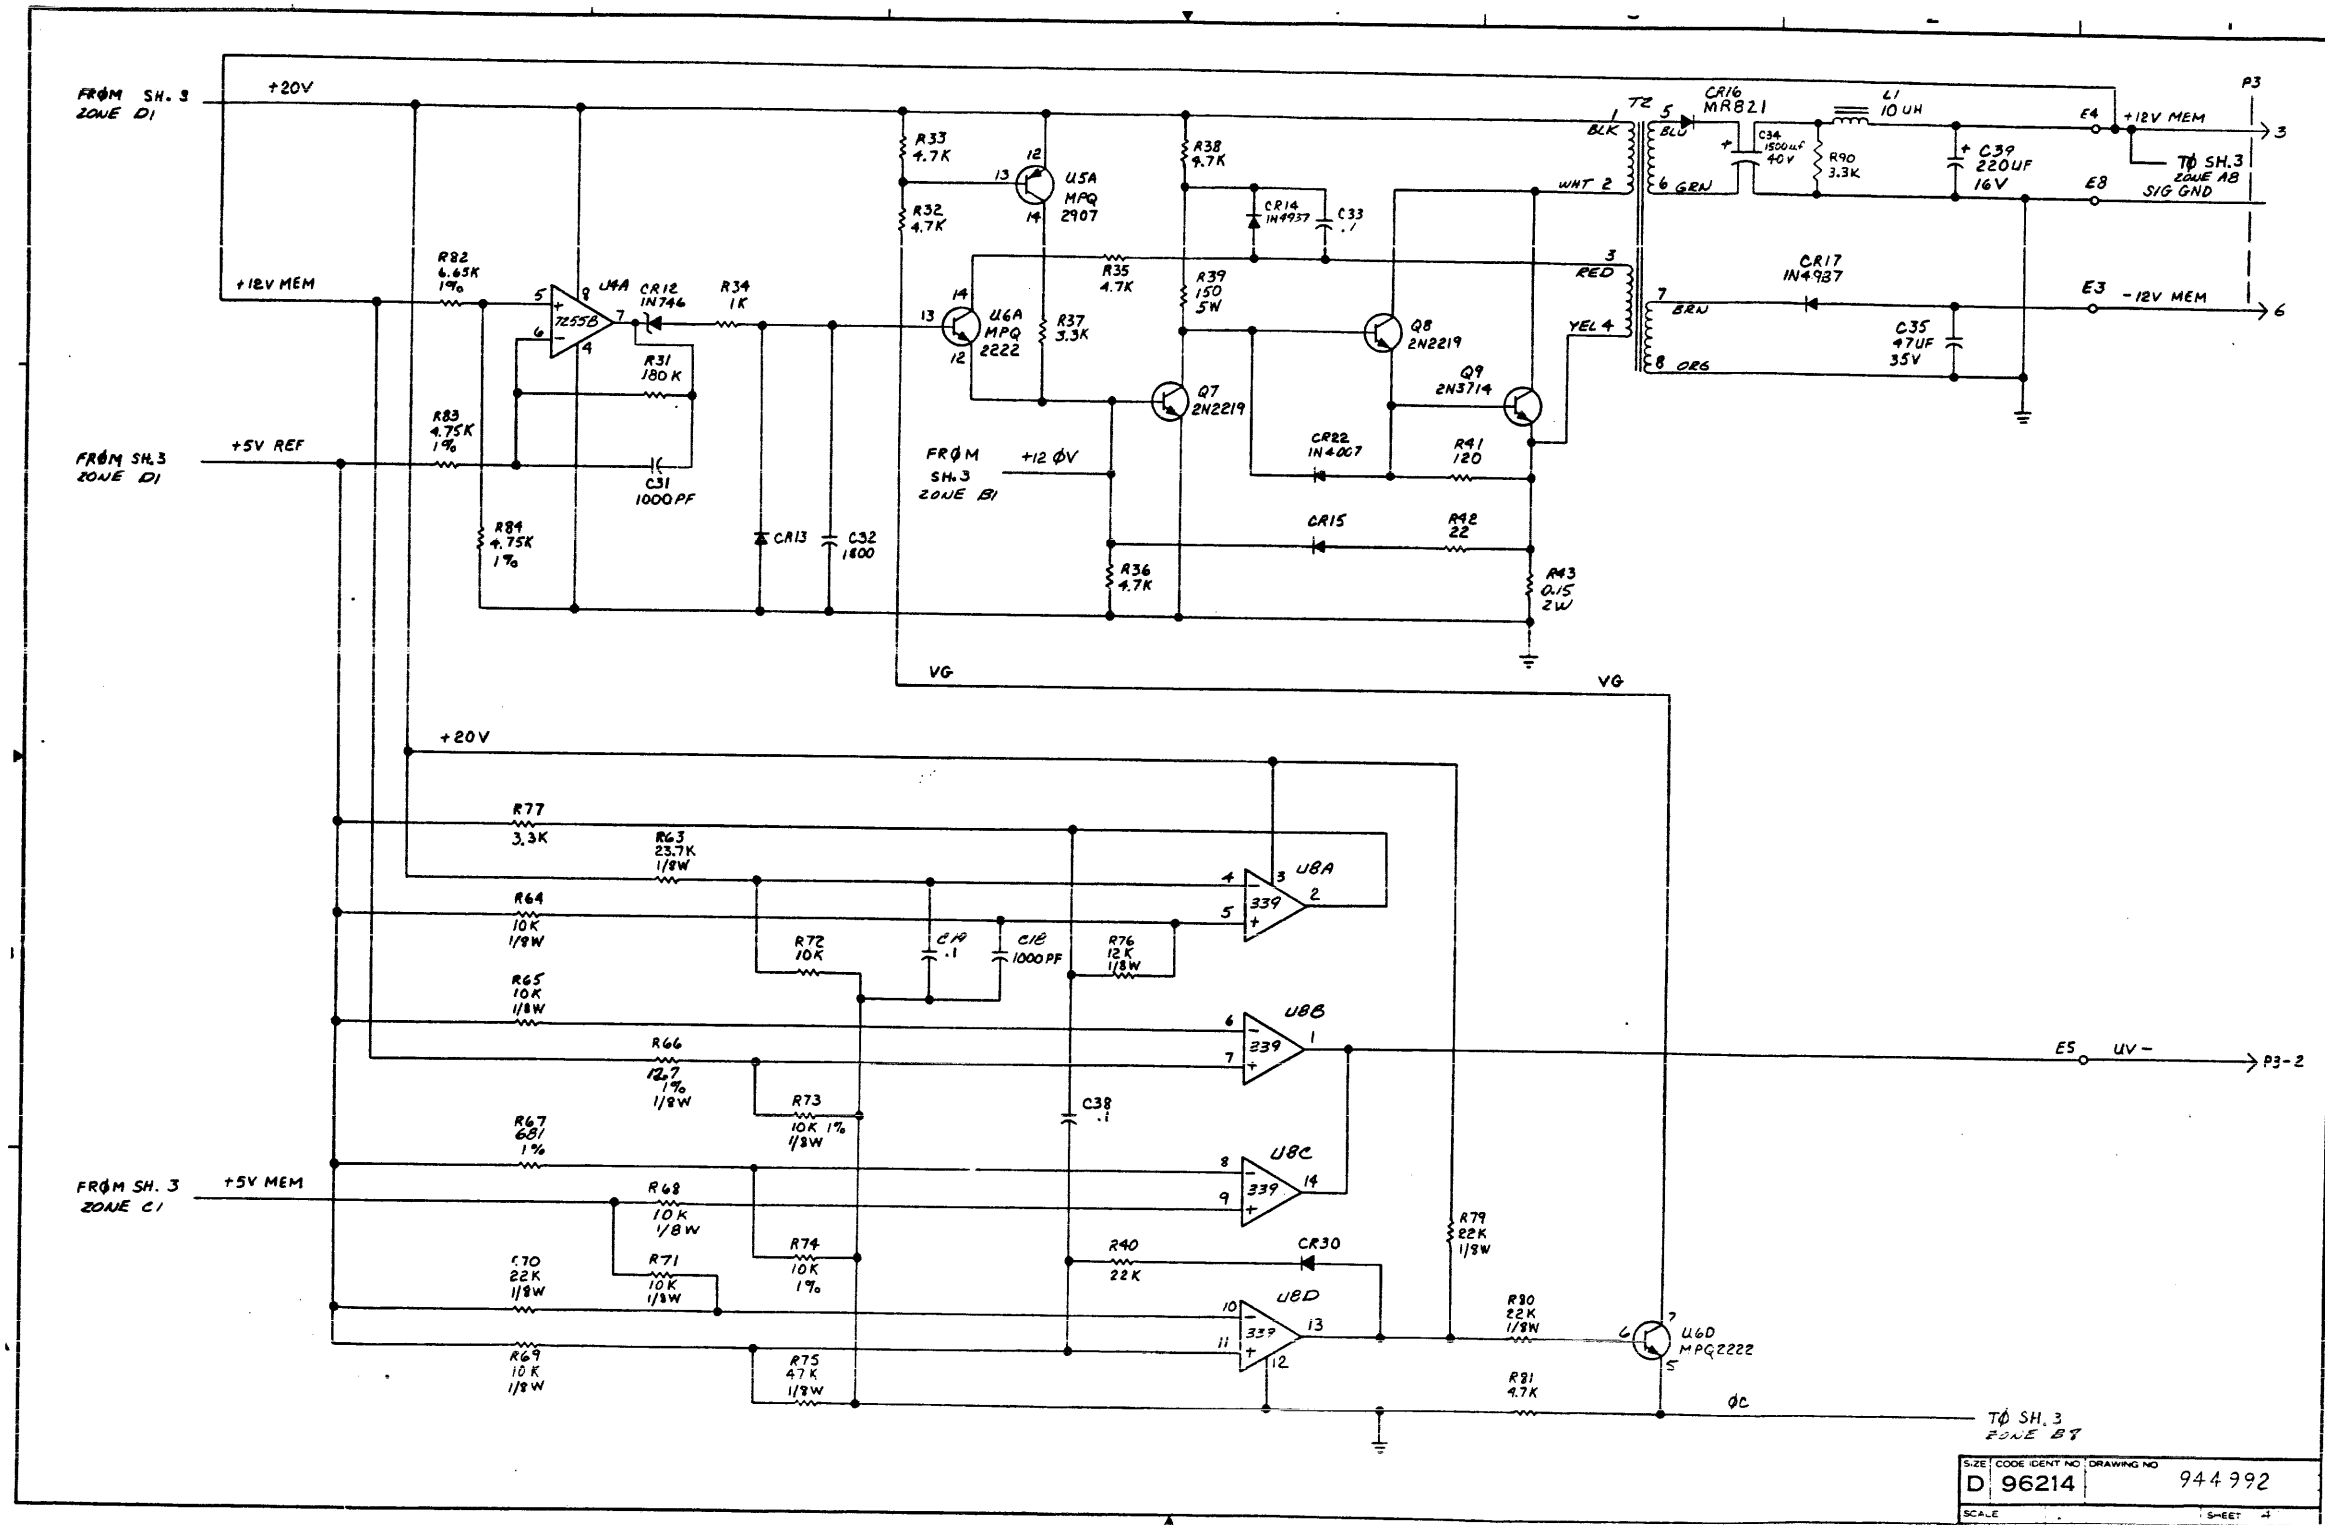 FRØM SH. 3
ZONE D1
+20V
R33
4.7K
R32
4.7K
12
13
14
U5A
MPQ
2907
R38
4.7K
CR14
1N4937
C33
.1
1
BLK
T2
WHT 2
5
BLU
6 GRN
CR16
MR821
C34
1500uf
40V
+
R90
3.3K
L1
10 UH
+ C39
220UF
16V
E4
+12V MEM
P3
3
TØ SH.3
ZONE A8
E8
SIG GND
+12V MEM
R82
6.65K
1%
5
+
6
-
8
U4A
72558
7
4
CR12
1N746
R34
1K
R31
180 K
13
14
12
U6A
MPQ
2222
R37
3.3K
R35
4.7K
R39
150
5W
3
RED
YEL 4
7
BRN
8 ORG
CR17
1N4937
E3
-12V MEM
6
C35
47UF
35V
Q8
2N2219
Q7
2N2219
Q9
2N3714
FRØM SH.3
ZONE D1
+5V REF
R83
4.75K
1%
C31
1000PF
R84
4.75K
1%
CR13
C32
1800
FRØM
SH.3
ZONE B1
+12 ØV
CR22
1N4007
R41
120
CR15
R42
22
R36
4.7K
R43
0.15
2W
VG
VG
+20V
R77
3.3K
R63
23.7K
1/8W
R64
10K
1/8W
R72
10K
C19
.1
C18
1000PF
R76
12K
1/8W
4
-
5
+
3
339
U8A
2
R65
10K
1/8W
R66
12.7
1%
1/8W
R73
10K 1%
1/8W
6
-
7
+
339
U8B
1
C38
.1
E5
UV -
P3-2
R67
681
1%
FRØM SH. 3
ZONE C1
+5V MEM
R68
10K
1/8W
8
-
9
+
339
U8C
14
R74
10K
1%
R71
10K
1/8W
70
22K
1/8W
R40
22K
CR30
R79
22K
1/8W
R69
10K
1/8W
R75
47K
1/8W
10
-
11
+
339
12
U8D
13
R80
22K
1/8W
6
7
5
U6D
MPQ2222
R81
4.7K
ØC
TØ SH. 3
ZONE B8
SIZE
D
CODE IDENT NO
96214
DRAWING NO
944992
SCALE
SHEET 4